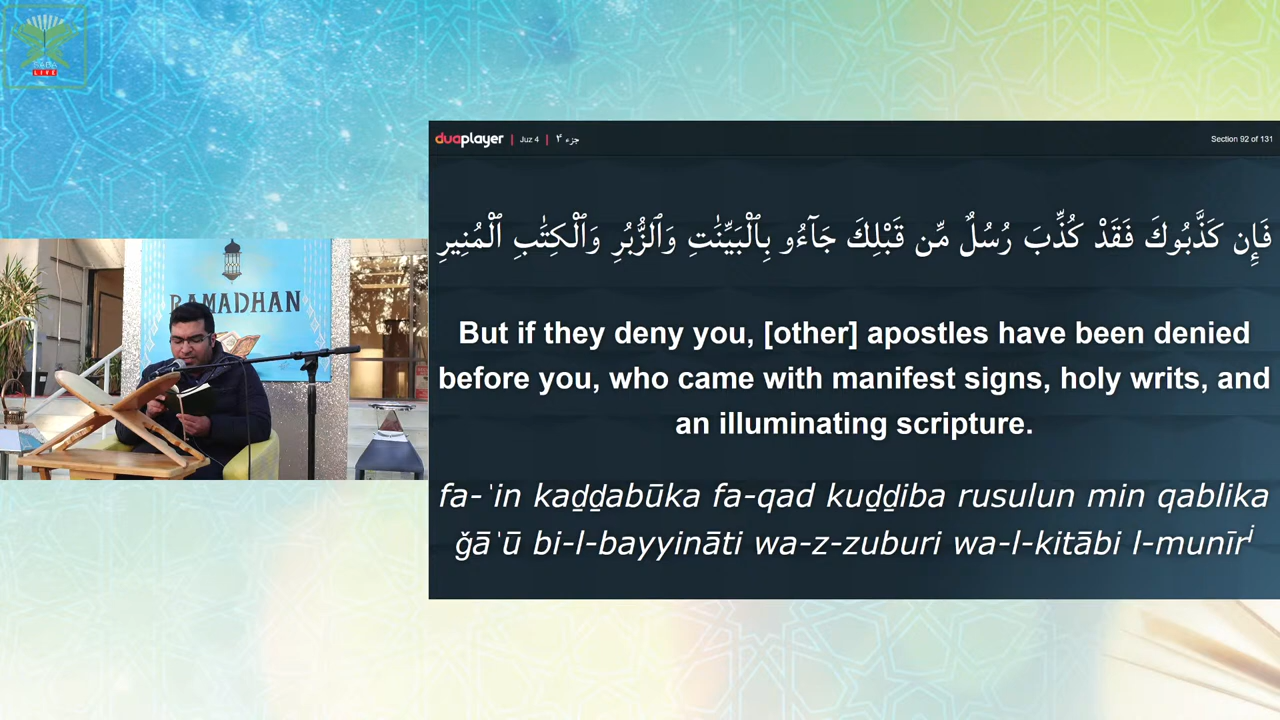 LIVE
duaplayer | Juz 4 | جزء ۴
Section 92 of 131
فَإِن كَذَّبُوكَ فَقَدْ كُذِّبَ رُسُلٌ مِّن قَبْلِكَ جَآءُو بِٱلْبَيِّنَٰتِ وَٱلزُّبُرِ وَٱلْكِتَٰبِ ٱلْمُنِيرِ
But if they deny you, [other] apostles have been denied
before you, who came with manifest signs, holy writs, and
an illuminating scripture.
fa-ʾin kaḏḏabūka fa-qad kuḏḏiba rusulun min qablika
ǧāʾū bi-l-bayyināti wa-z-zuburi wa-l-kitābi l-munīrⁱ
RAMADHAN